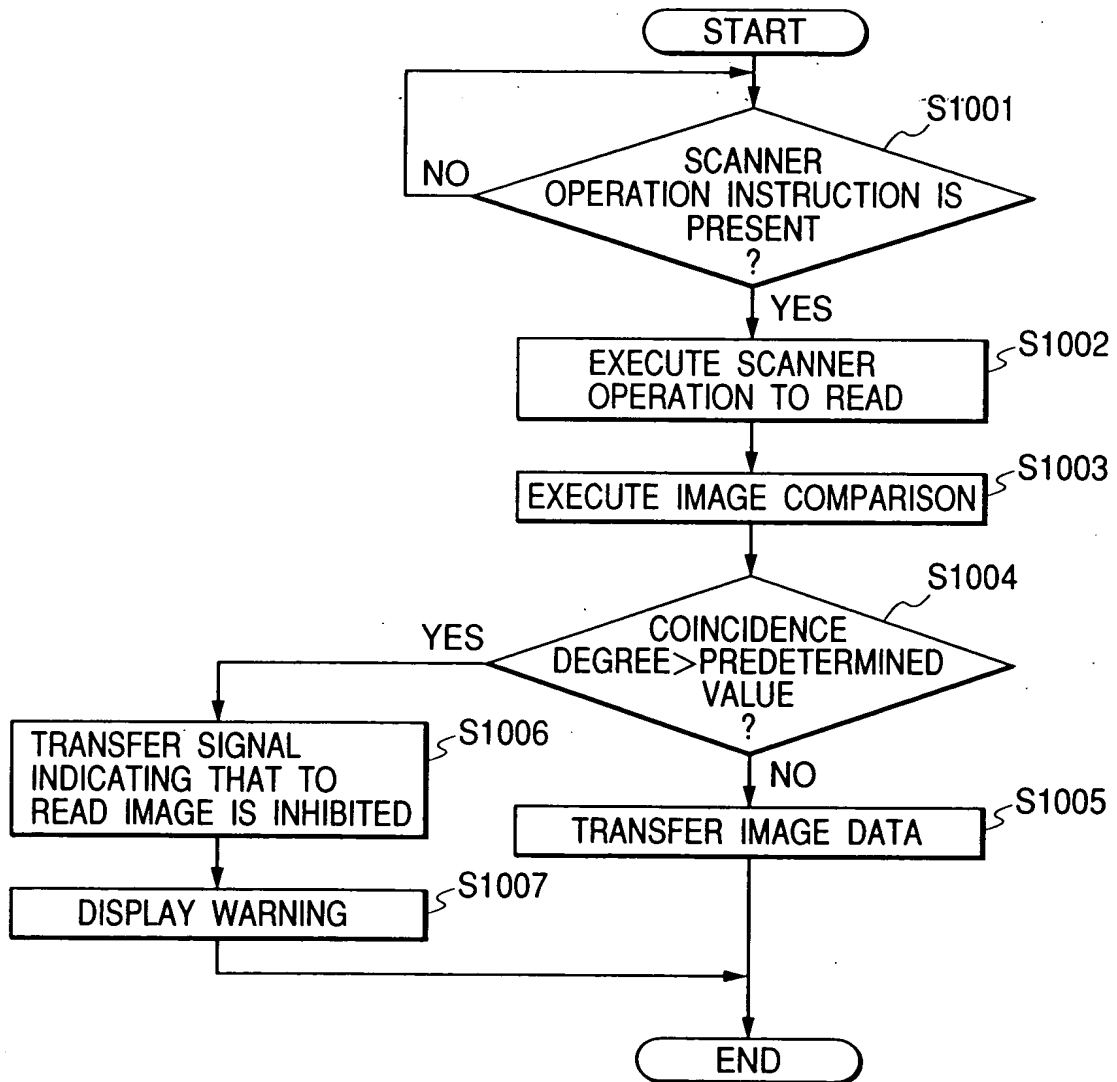 START
S1001
NO
SCANNER
OPERATION INSTRUCTION IS
PRESENT
?
YES
S1002
EXECUTE SCANNER
OPERATION TO READ
S1003
EXECUTE IMAGE COMPARISON
S1004
YES
COINCIDENCE
DEGREE>PREDETERMINED
VALUE
?
NO
S1006
TRANSFER SIGNAL
INDICATING THAT TO
READ IMAGE IS INHIBITED
S1005
TRANSFER IMAGE DATA
S1007
DISPLAY WARNING
END